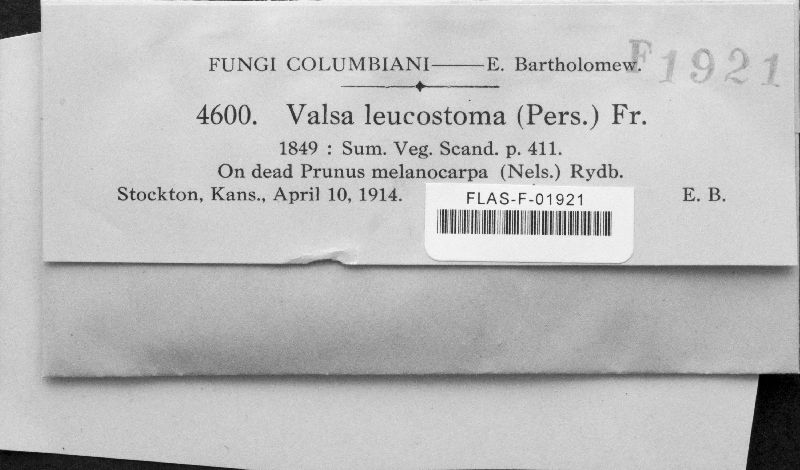 FUNGI COLUMBIANI——E. Bartholomew.
F1921
4600. Valsa leucostoma (Pers.) Fr.
1849 : Sum. Veg. Scand. p. 411.
On dead Prunus melanocarpa (Nels.) Rydb.
Stockton, Kans., April 10, 1914. E. B.
FLAS-F-01921